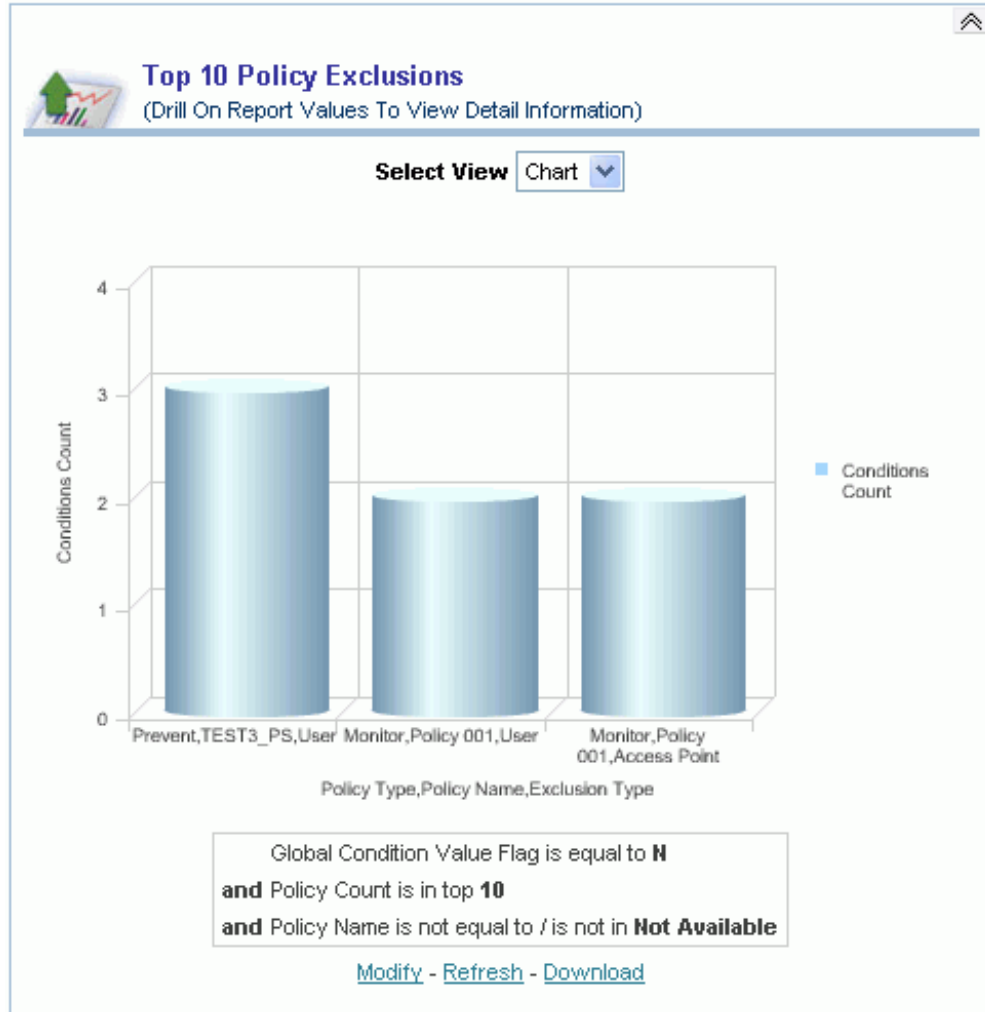 Top 10 Policy Exclusions
(Drill On Report Values To View Detail Information)
Select View Chart
4
3
2
1
0
Conditions Count
Prevent,TEST3_PS,User
Monitor,Policy 001,User
Monitor,Policy
001,Access Point
Policy Type,Policy Name,Exclusion Type
Conditions
Count
Global Condition Value Flag is equal to N
and Policy Count is in top 10
and Policy Name is not equal to / is not in Not Available
Modify - Refresh - Download